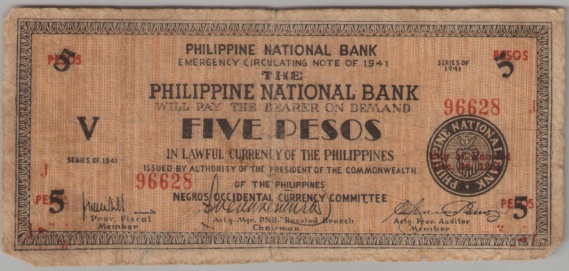 PHILIPPINE NATIONAL BANK
EMERGENCY CIRCULATING NOTE OF 1941
5 PESOS
SERIES OF 1941
5 PESOS
THE
PHILIPPINE NATIONAL BANK
WILL PAY THE BEARER ON DEMAND
96628 J
V
FIVE PESOS
PHILIPPINE NATIONAL BANK
SERIES OF 1941
IN LAWFUL CURRENCY OF THE PHILIPPINES
ISSUED BY AUTHORITY OF THE PRESIDENT OF THE COMMONWEALTH
J 96628
OF THE PHILIPPINES
5 PESOS
NEGROS OCCIDENTAL CURRENCY COMMITTEE
5 PESOS
Prov. Fiscal
Member
Actg. Mgr. P.N.B. Bacolod Branch
Chairman
Actg. Prov. Auditor
Member